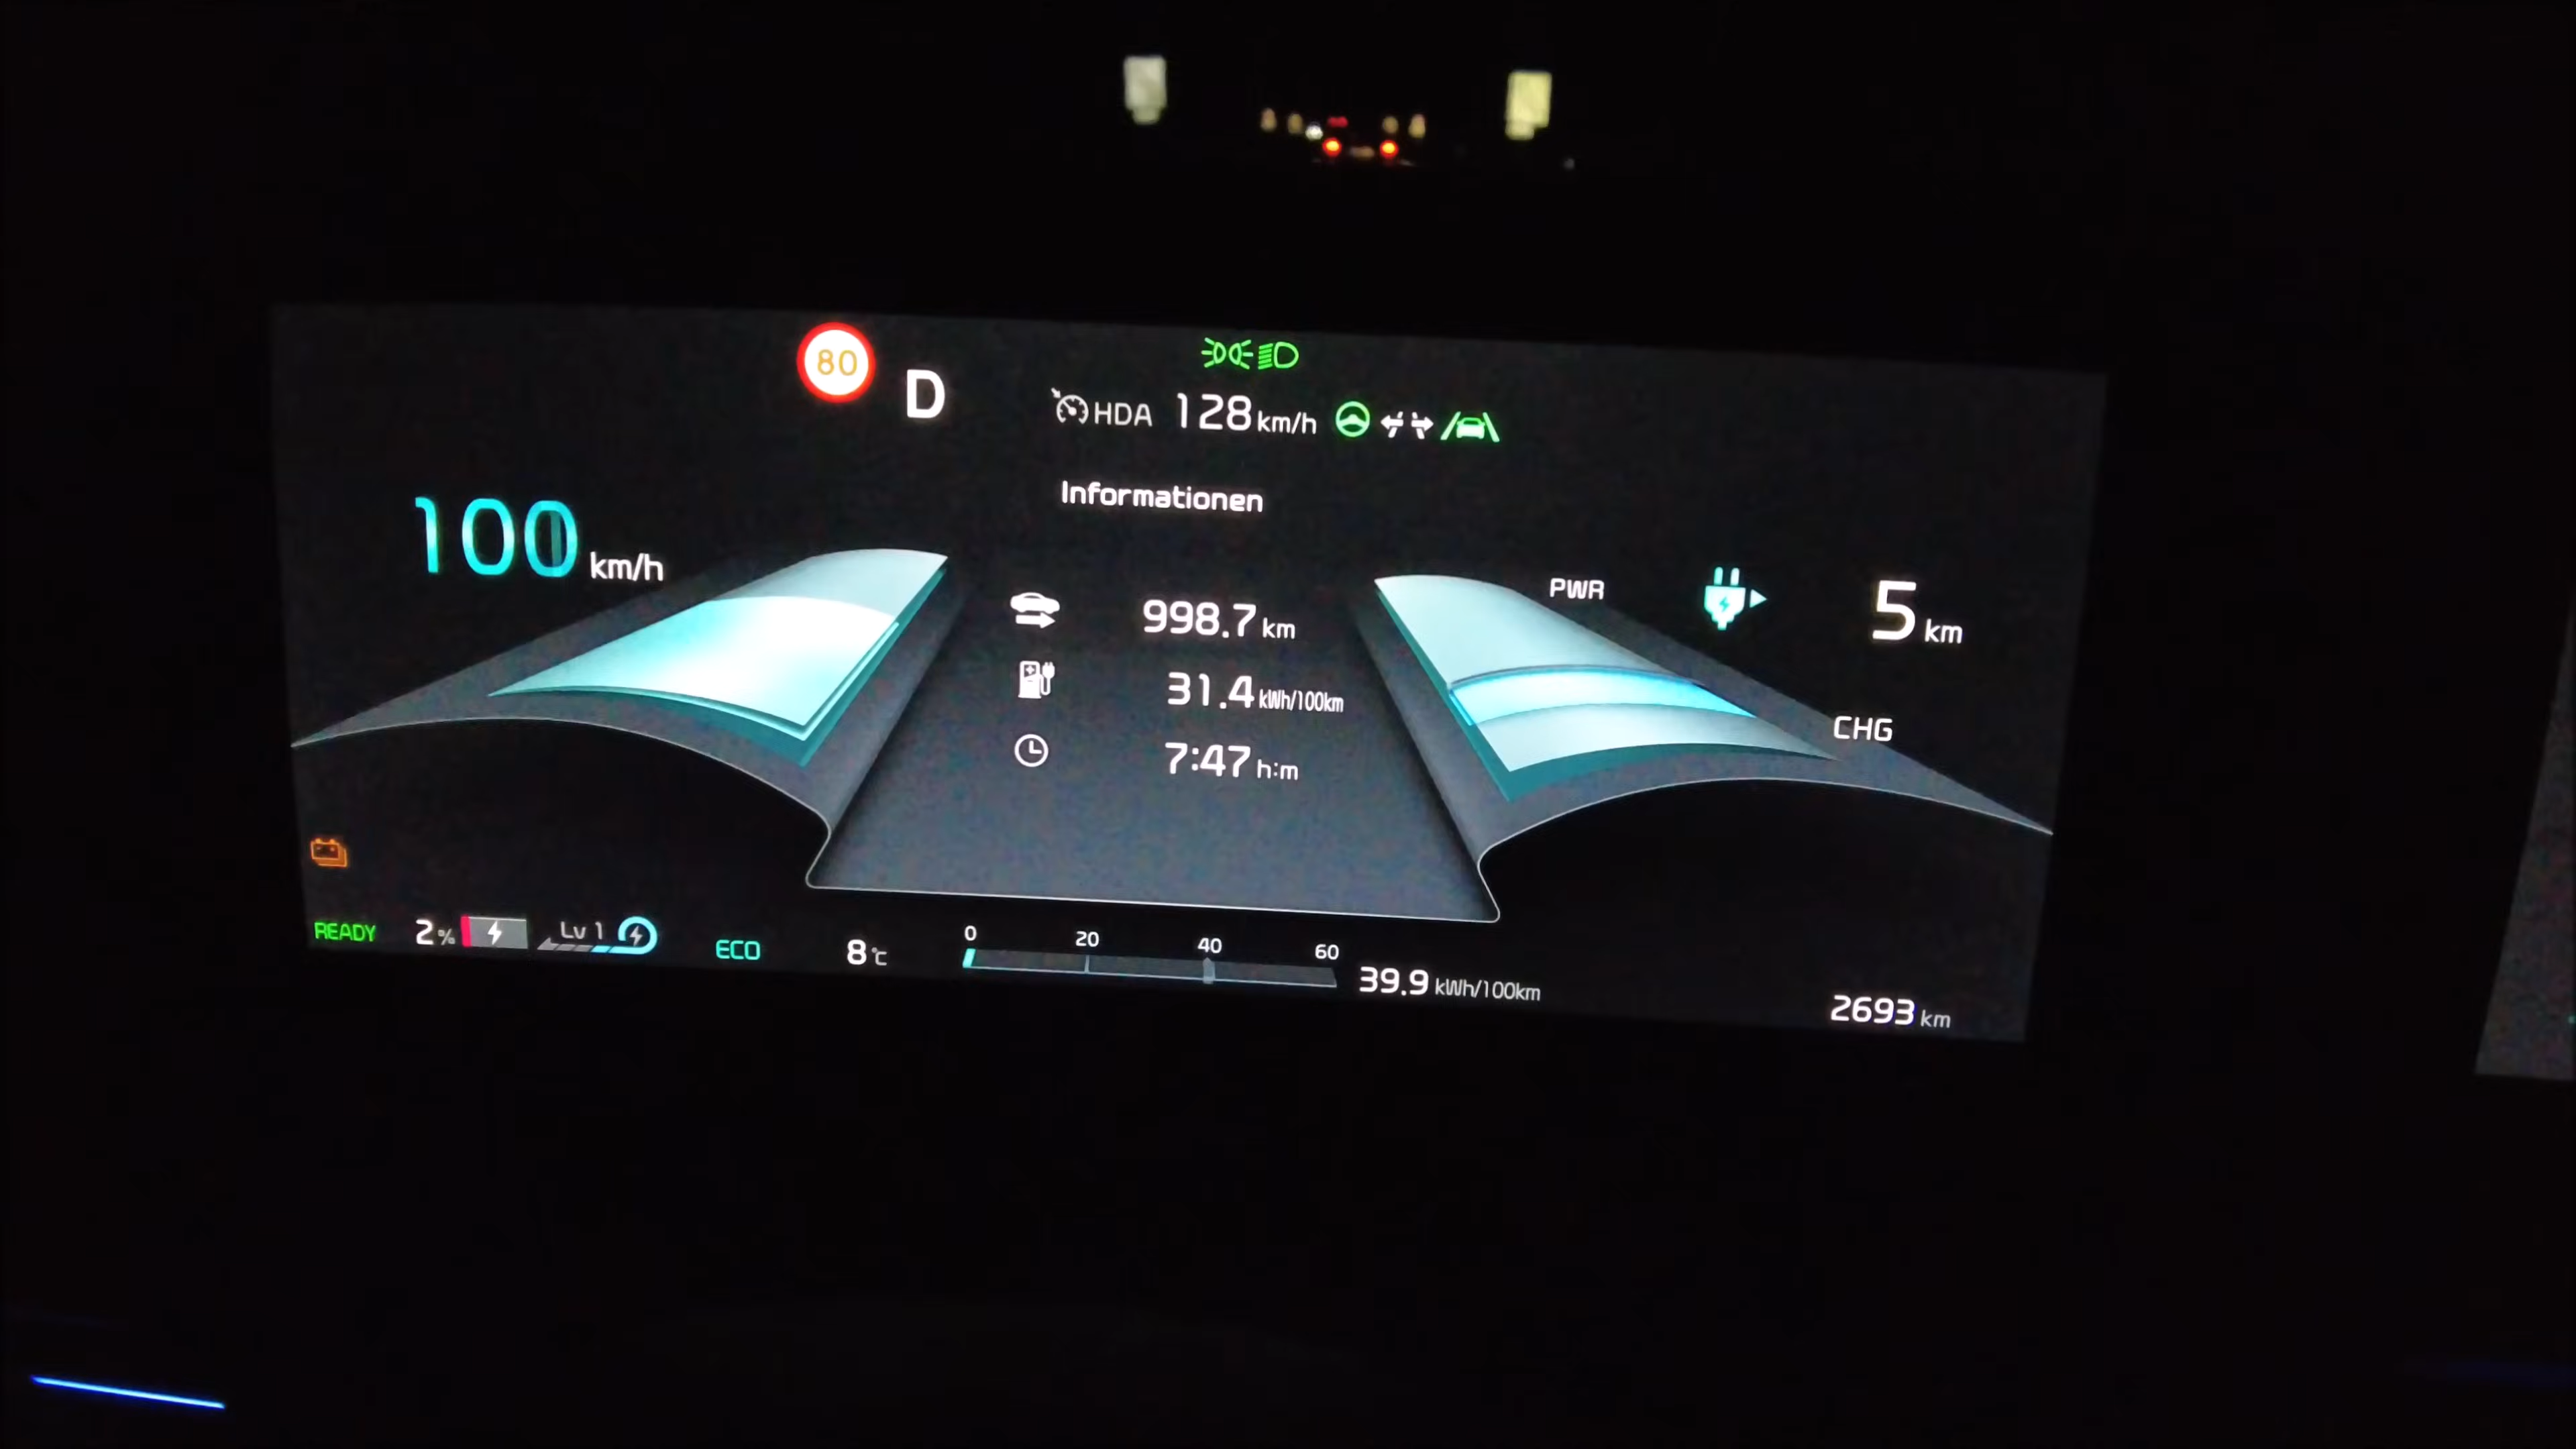 80
D
HDA 128 km/h
Informationen
100 km/h
998.7 km
31.4 kWh/100km
7:47 h:m
PWR
5 km
CHG
READY
2 %
Lv 1
ECO
8 °C
0 20 40 60
39.9 kWh/100km
2693 km